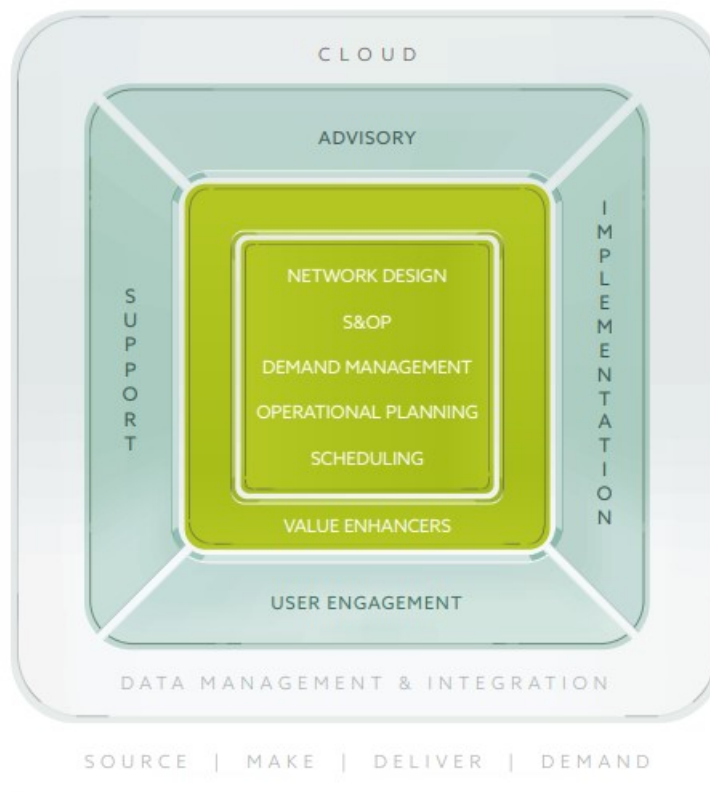 CLOUD
ADVISORY
SUPPORT
IMPLEMENTATION
NETWORK DESIGN
S&OP
DEMAND MANAGEMENT
OPERATIONAL PLANNING
SCHEDULING
VALUE ENHANCERS
USER ENGAGEMENT
DATA MANAGEMENT & INTEGRATION
SOURCE | MAKE | DELIVER | DEMAND